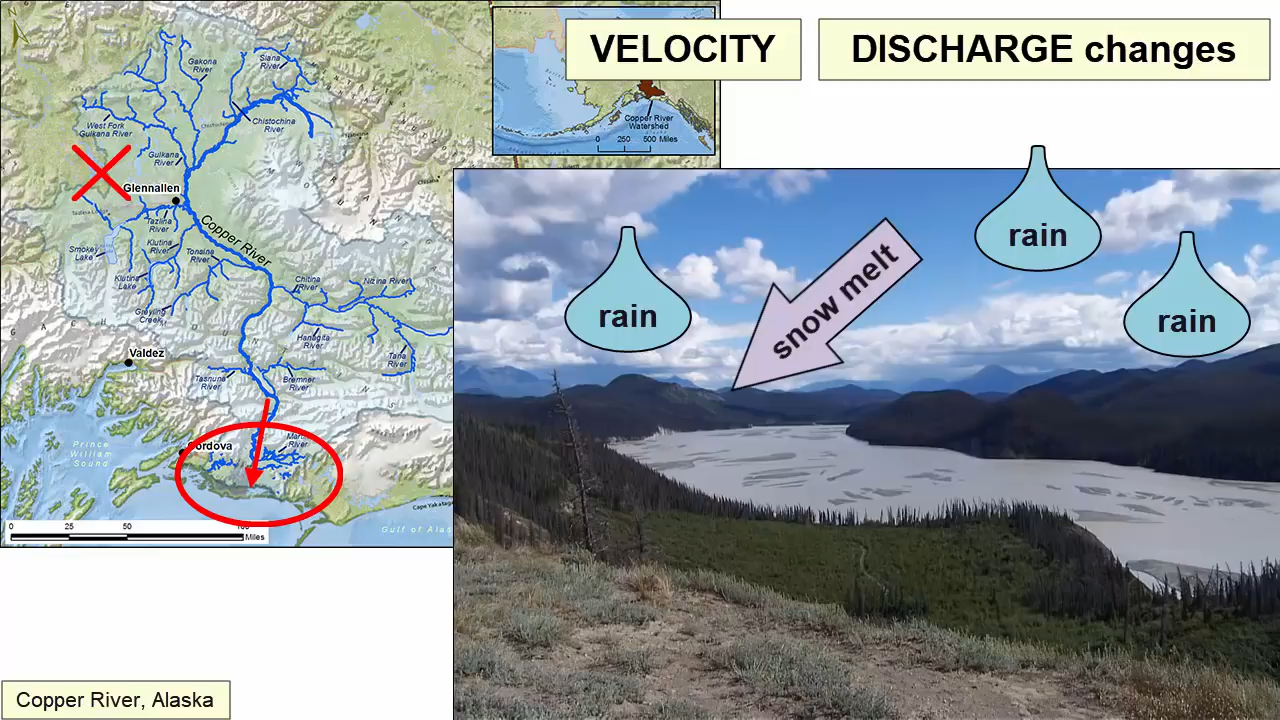 VELOCITY
DISCHARGE changes
Gakona
River
Siana
River
West Fork
Gulkana River
Chistochina
River
Gulkana
River
Glennallen
Tazlina
River
Copper River
Smokey
Lake
Klutina
River
Tonsina
River
Klutina
Lake
Chitina
River
Nizina River
Greyling
Creek
Hanagita
River
Tana
River
Valdez
Tasnuna
River
Bremner
River
Cordova
River
Prince
William
Sound
Gulf of Alas
0 25 50
Miles
Copper River
Watershed
0 250 500 Miles
rain
snow melt
rain
rain
Copper River, Alaska